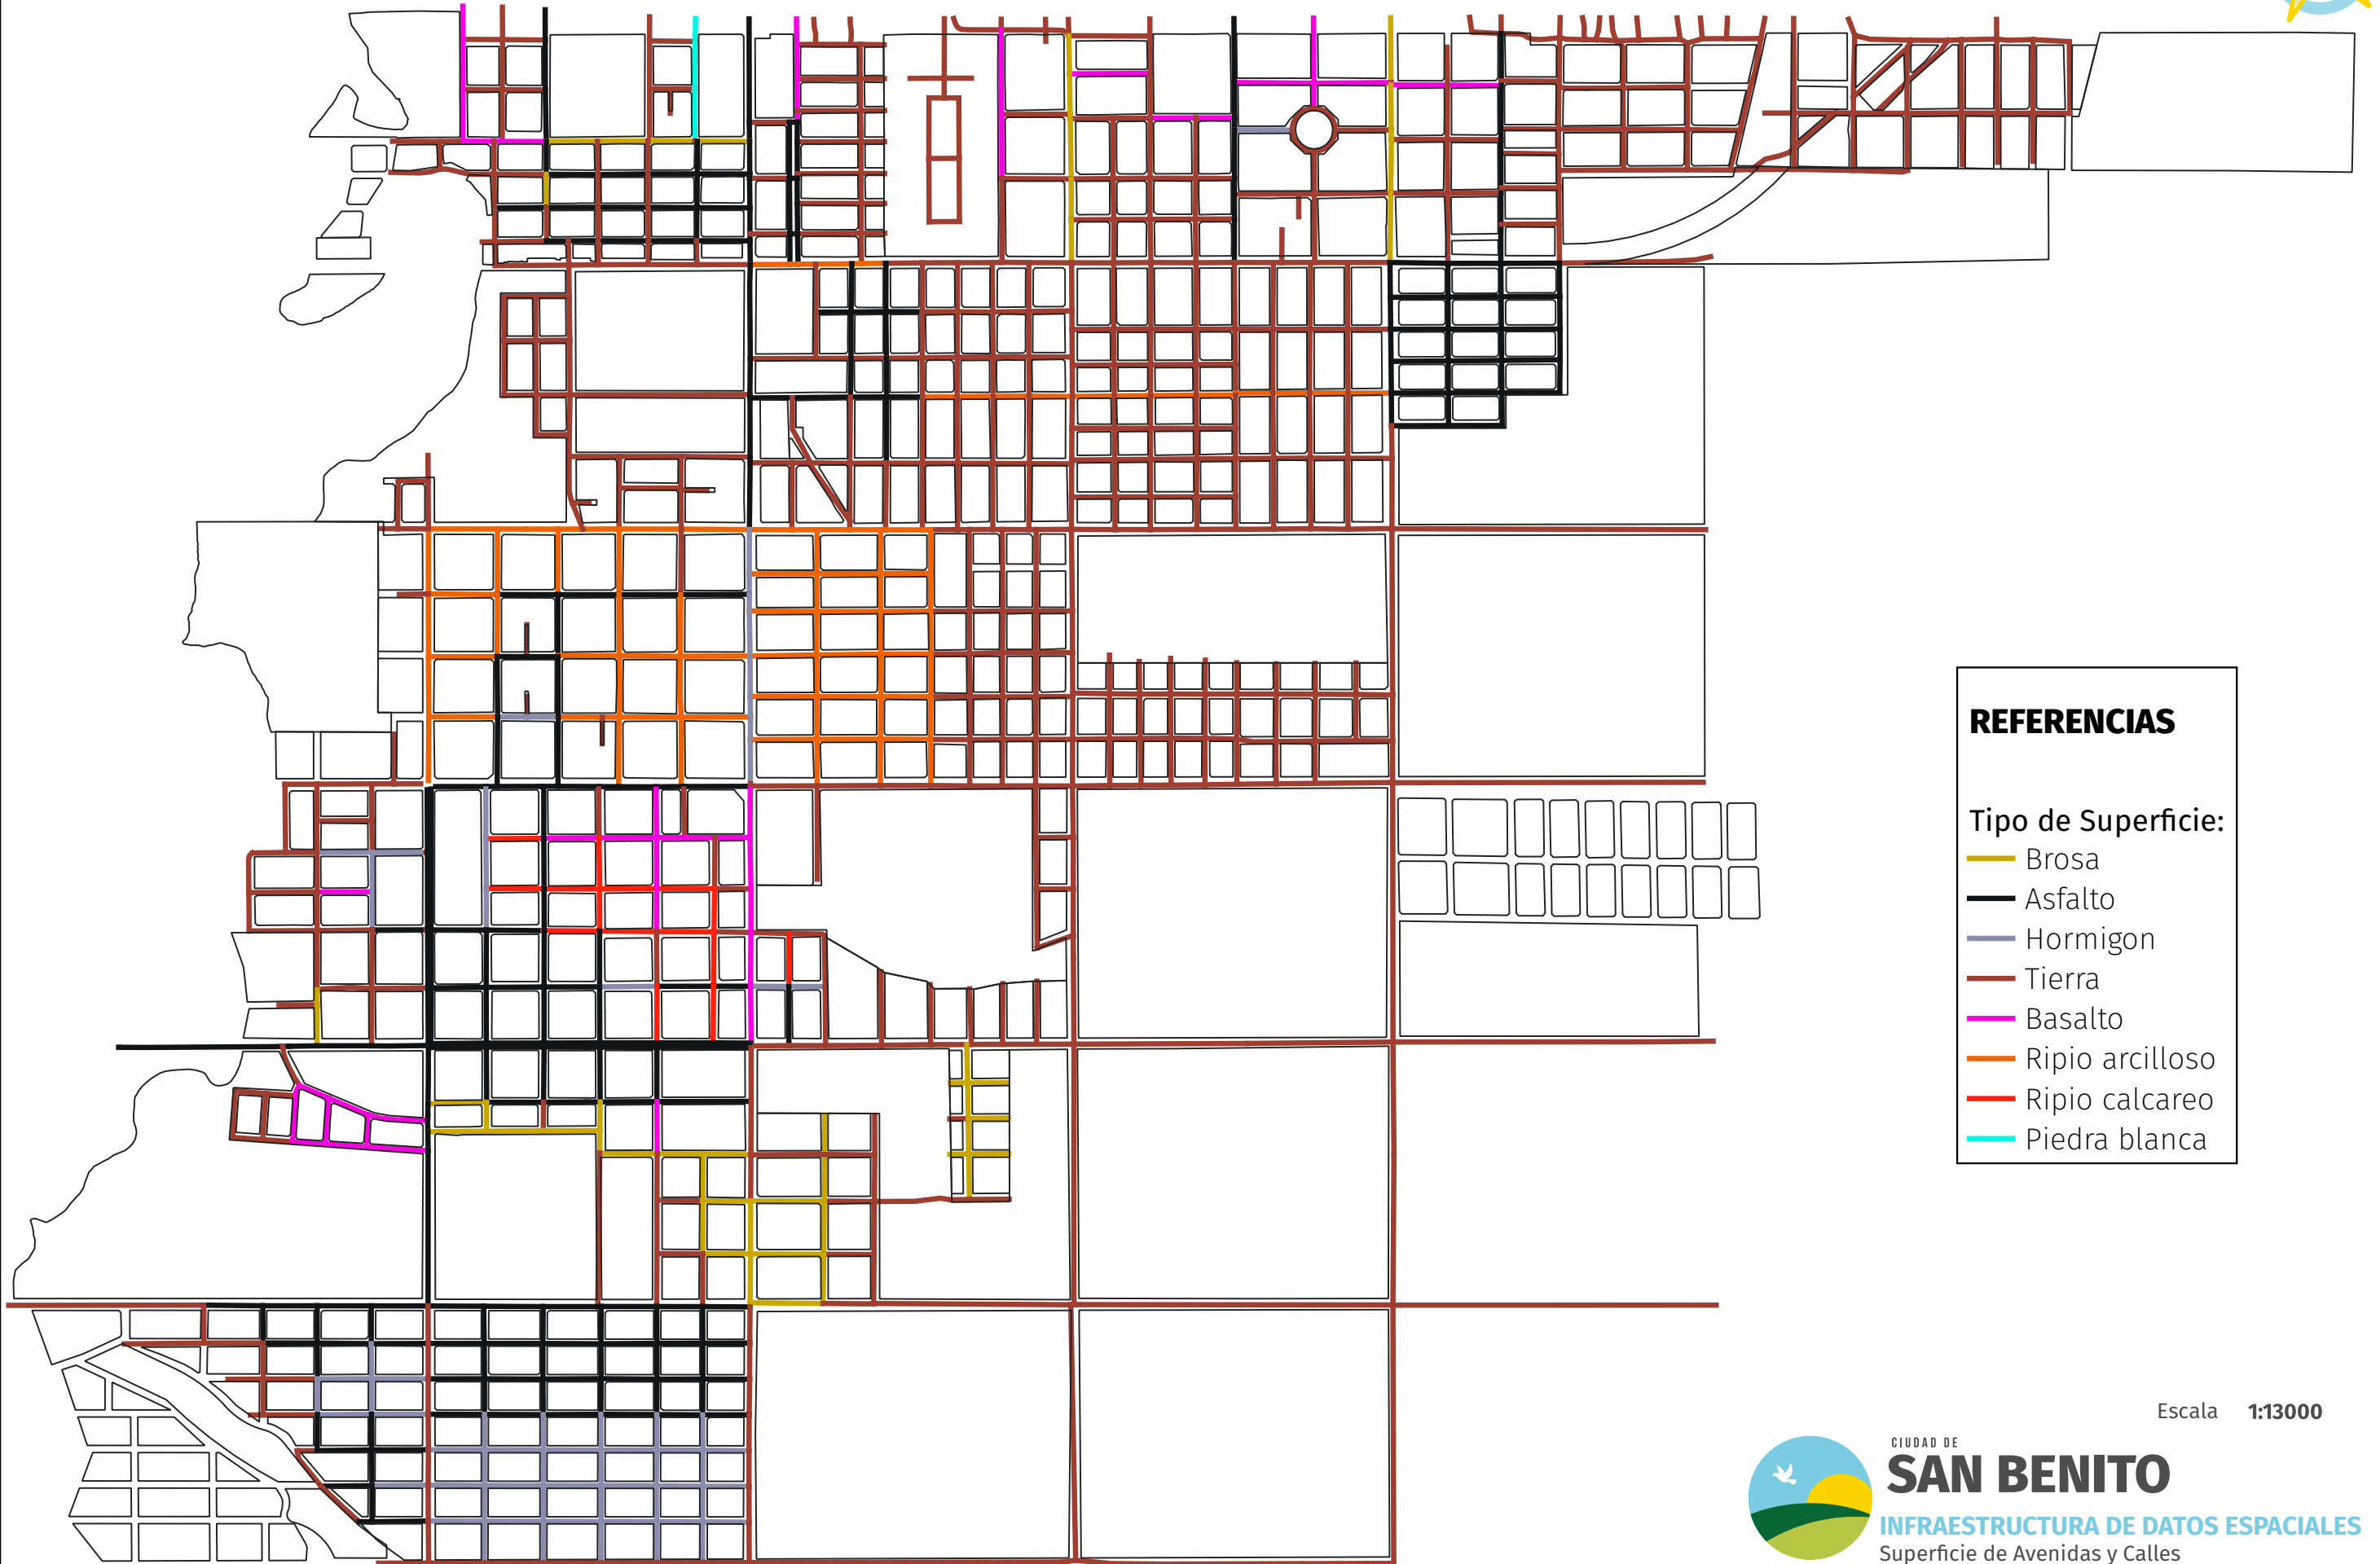 REFERENCIAS
Tipo de Superficie:
Brosa
Asfalto
Hormigon
Tierra
Basalto
Ripio arcilloso
Ripio calcareo
Piedra blanca
Escala 1:13000
CIUDAD DE
SAN BENITO
INFRAESTRUCTURA DE DATOS ESPACIALES
Superficie de Avenidas y Calles